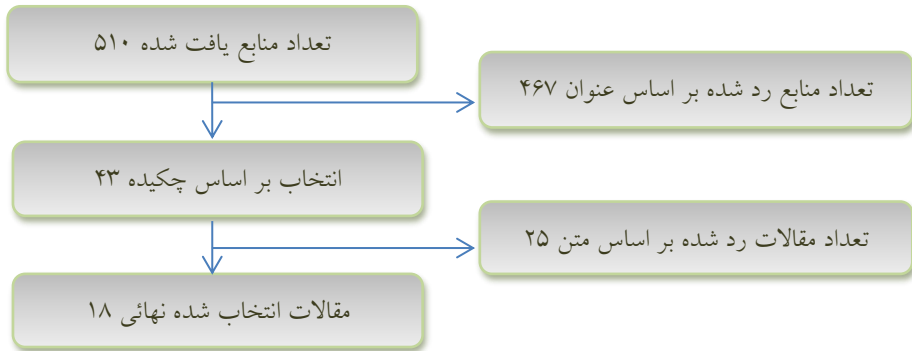 تعداد منابع یافت شده ۵۱۰
تعداد منابع رد شده بر اساس عنوان ۴۶۷
انتخاب بر اساس چکیده ۴۳
تعداد مقالات رد شده بر اساس متن ۲۵
مقالات انتخاب شده نهائی ۱۸